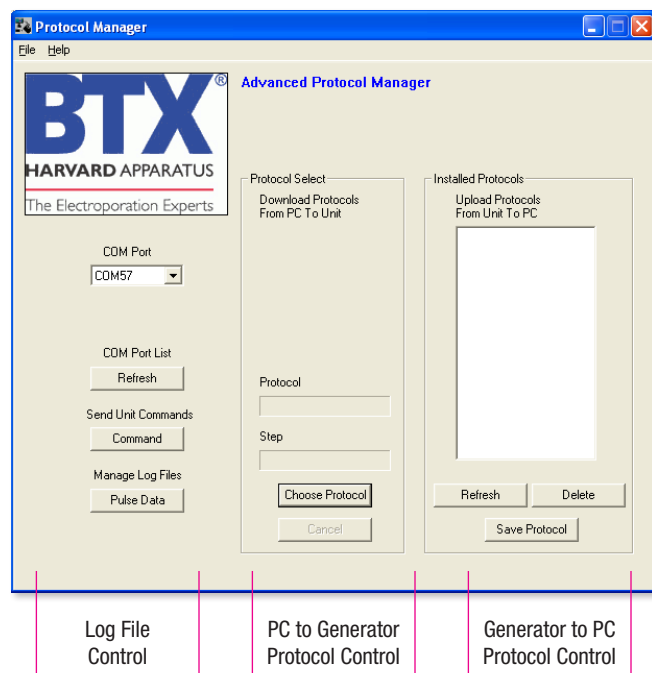 Protocol Manager
File Help
BTX®
HARVARD APPARATUS
The Electroporation Experts
Advanced Protocol Manager
COM Port
COM57
COM Port List
Refresh
Send Unit Commands
Command
Manage Log Files
Pulse Data
Protocol Select
Download Protocols
From PC To Unit
Protocol
Step
Choose Protocol
Cancel
Installed Protocols
Upload Protocols
From Unit To PC
Refresh Delete
Save Protocol
Log File
Control
PC to Generator
Protocol Control
Generator to PC
Protocol Control